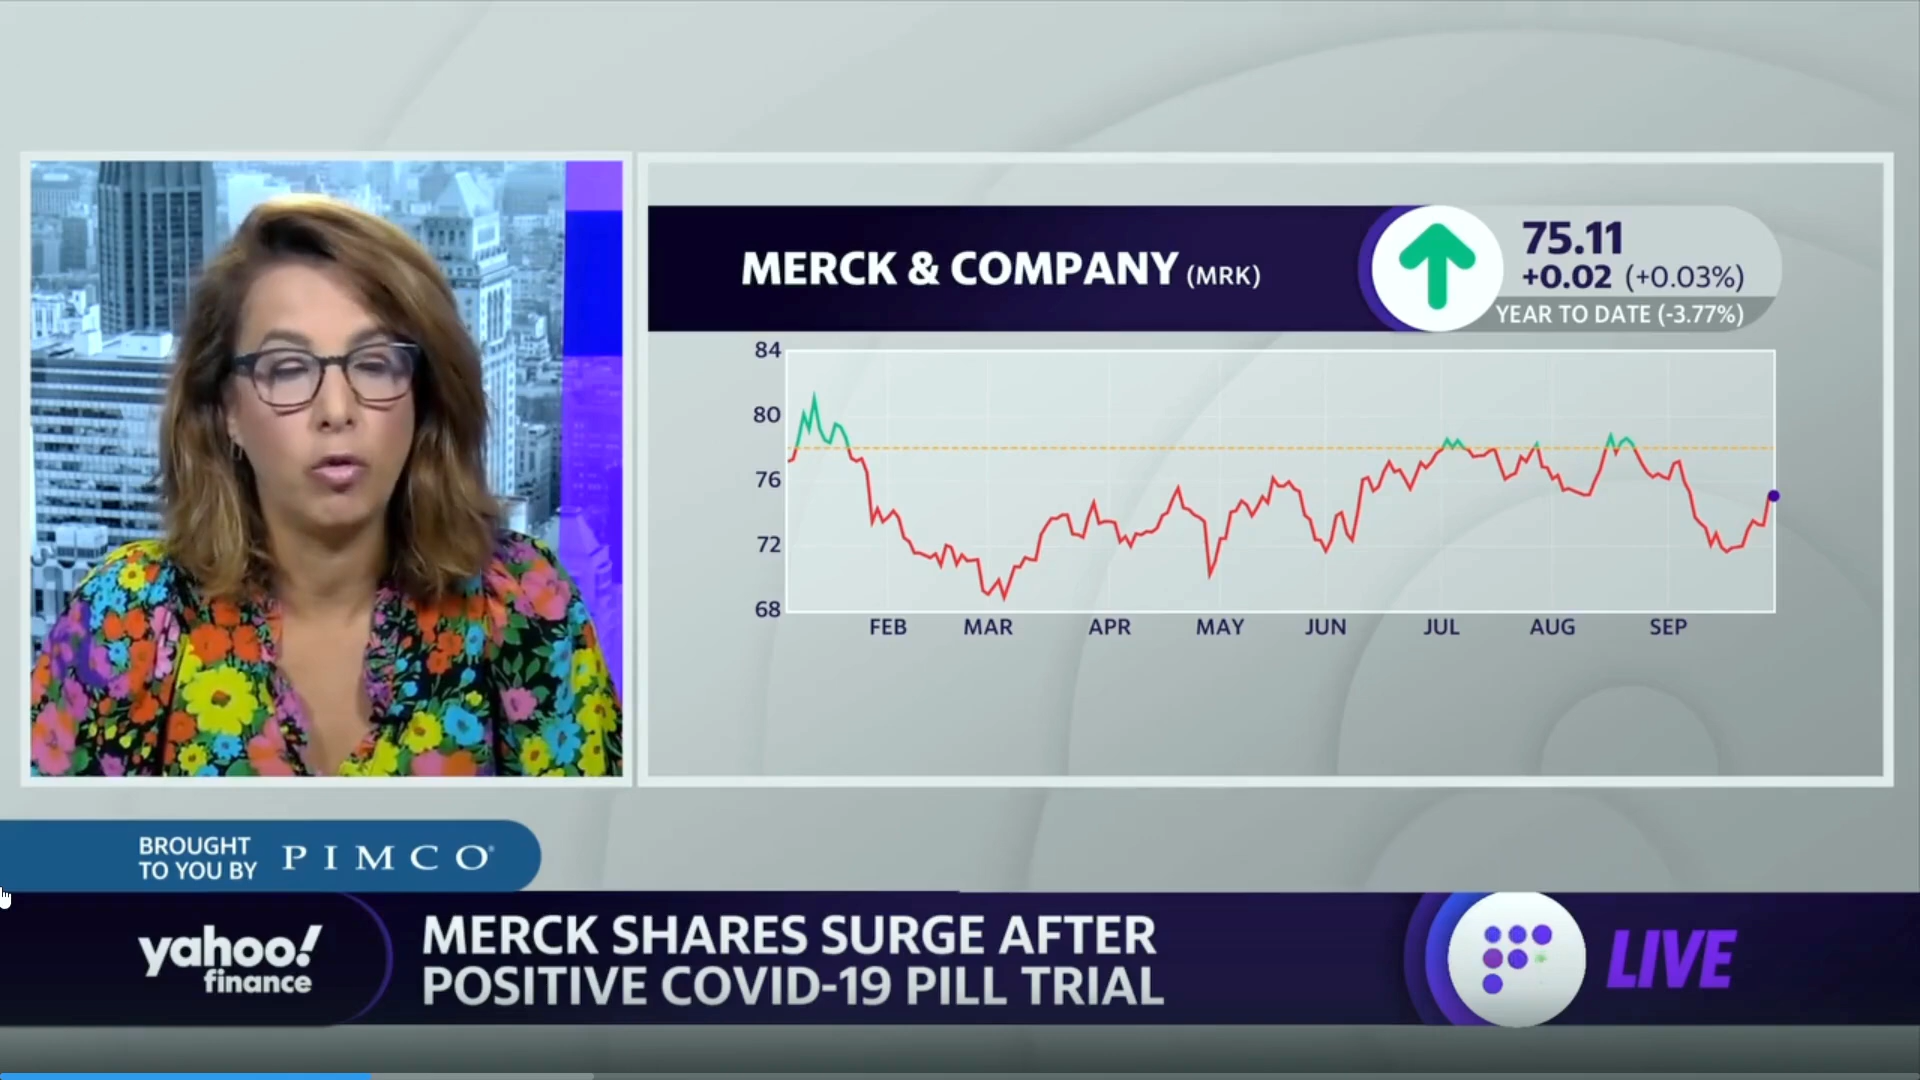 MERCK & COMPANY (MRK)
75.11
+0.02 (+0.03%)
YEAR TO DATE (-3.77%)
84
80
76
72
68
FEB MAR APR MAY JUN JUL AUG SEP
BROUGHT
TO YOU BY
PIMCO
yahoo!
finance
MERCK SHARES SURGE AFTER
POSITIVE COVID-19 PILL TRIAL
LIVE